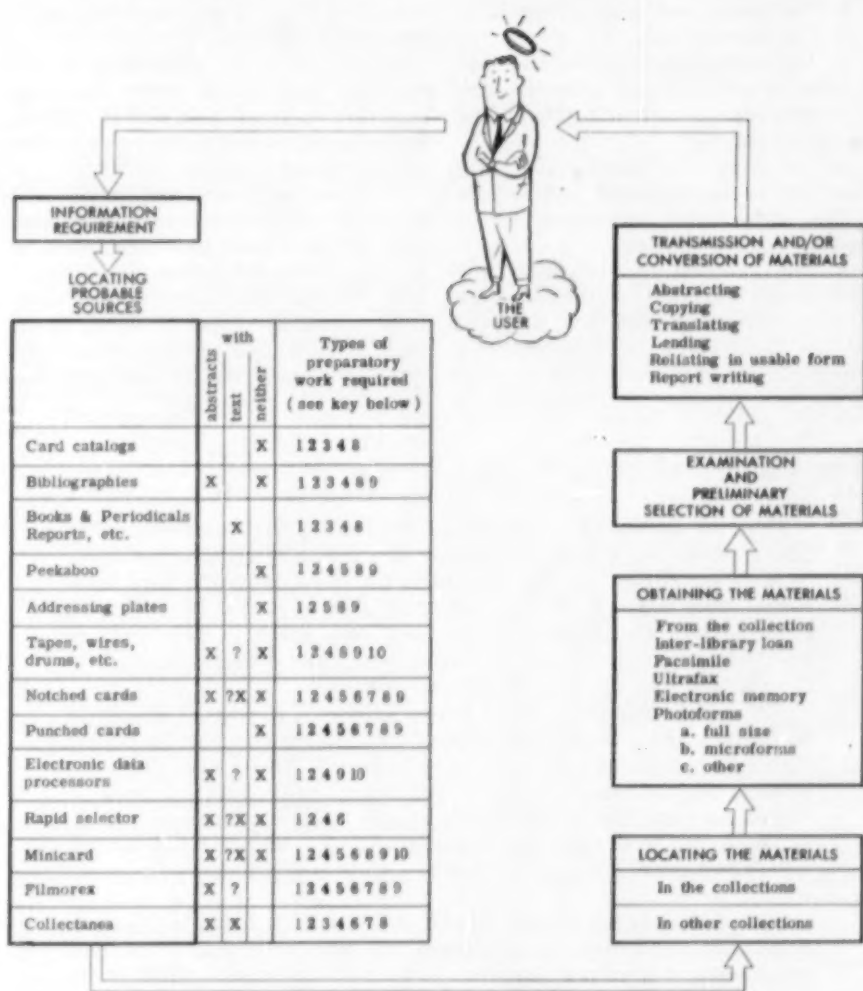 THE
USER
INFORMATION
REQUIREMENT
LOCATING
PROBABLE
SOURCES
abstracts
with
text
neither
Types of
preparatory
work required
(see key below)
Card catalogs X 1 2 3 4 8
Bibliographies X X 1 2 3 4 8 9
Books & Periodicals
Reports, etc. X 1 2 3 4 8
Peekaboo X 1 2 4 5 8 9
Addressing plates X 1 2 5 8 9
Tapes, wires,
drums, etc. X ? X 1 2 4 8 9 10
Notched cards X ?X X 1 2 4 5 6 7 8 9
Punched cards X 1 2 4 5 6 7 8 9
Electronic data
processors X ? X 1 2 4 9 10
Rapid selector X ?X X 1 2 4 6
Minicard X ?X X 1 2 4 5 6 8 9 10
Filmorex X ? 1 2 4 5 6 7 8 9
Collectanea X X 1 2 3 4 6 7 8
TRANSMISSION AND/OR
CONVERSION OF MATERIALS
Abstracting
Copying
Translating
Lending
Relisting in usable form
Report writing
EXAMINATION
AND
PRELIMINARY
SELECTION OF MATERIALS
OBTAINING THE MATERIALS
From the collection
Inter-library loan
Facsimile
Ultrafax
Electronic memory
Photoforms
a. full size
b. microforms
c. other
LOCATING THE MATERIALS
In the collections
In other collections